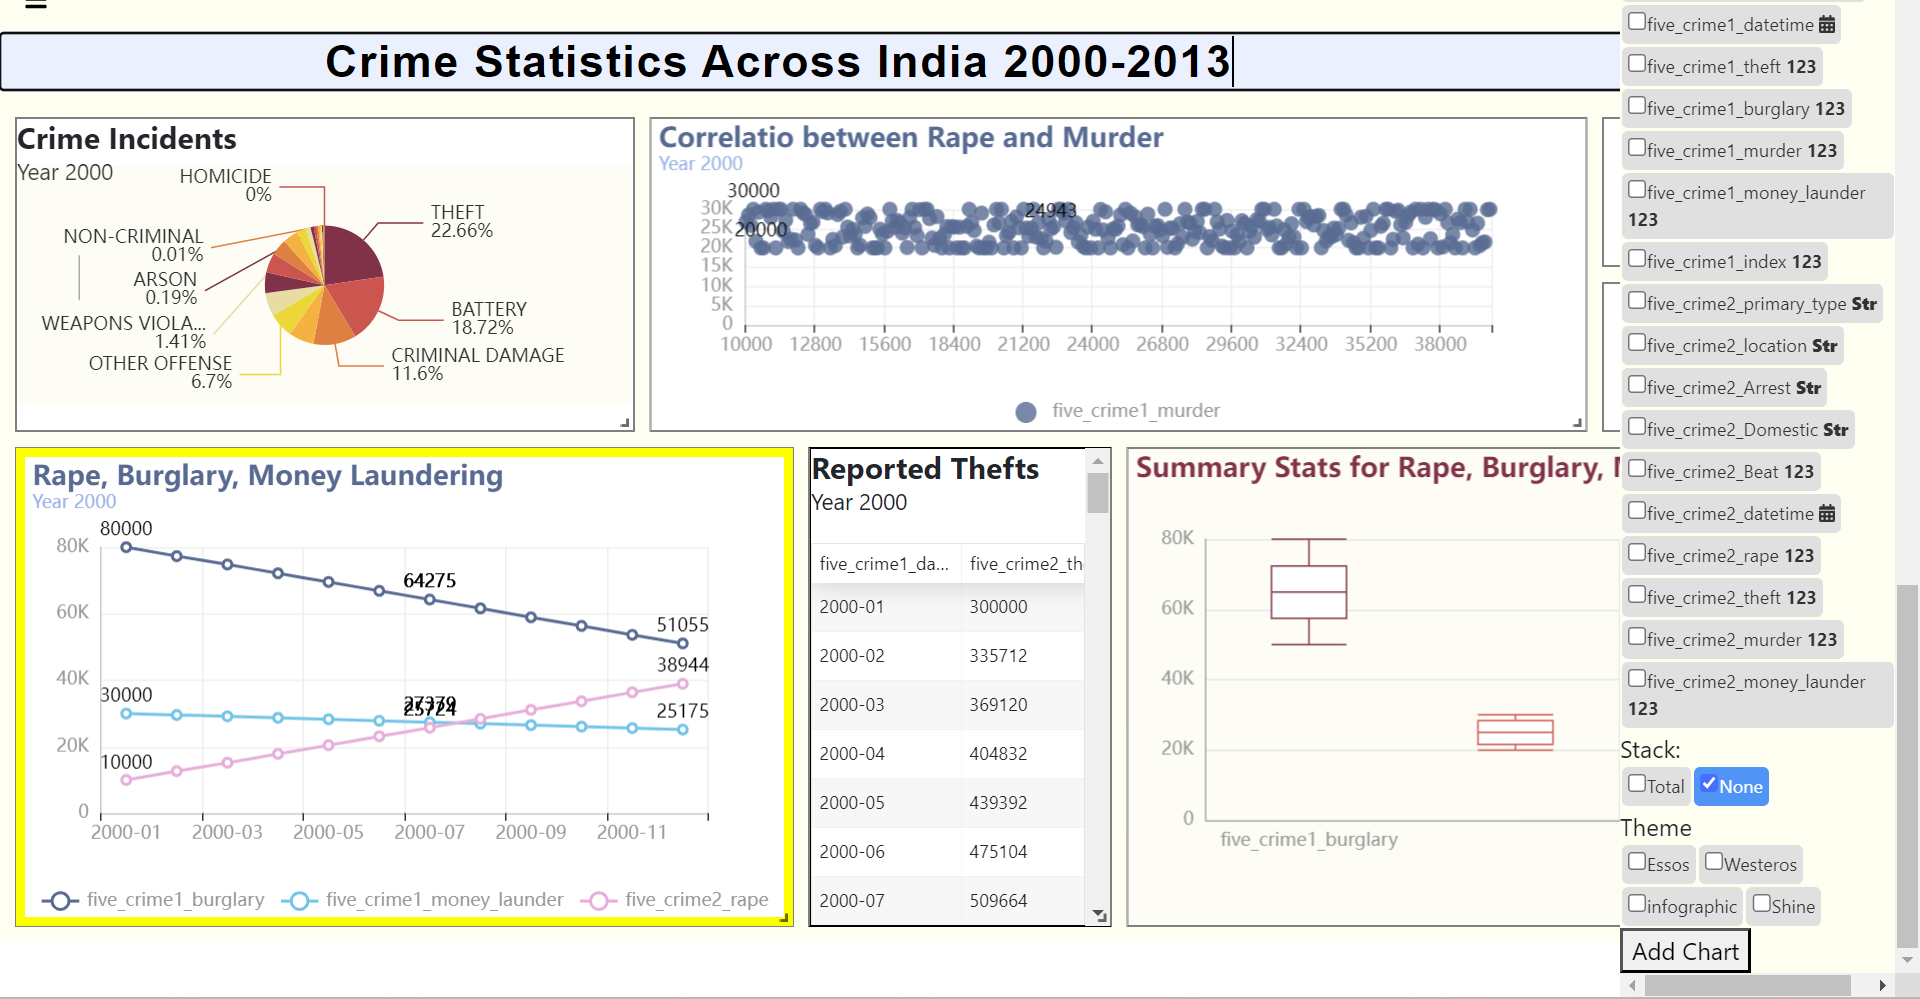 Crime Statistics Across India 2000-2013
Crime Incidents
Year 2000
HOMICIDE
0%
THEFT
22.66%
NON-CRIMINAL
0.01%
ARSON
0.19%
BATTERY
18.72%
WEAPONS VIOLA...
1.41%
CRIMINAL DAMAGE
11.6%
OTHER OFFENSE
6.7%
Correlatio between Rape and Murder
Year 2000
30000
30K
24943
25K
20000
20K
15K
10K
5K
0
10000 12800 15600 18400 21200 24000 26800 29600 32400 35200 38000
five_crime1_murder
Rape, Burglary, Money Laundering
Year 2000
80000
80K
64275
60K
51055
38944
40K
30000
27379
25724
25175
20K
10000
0
2000-01 2000-03 2000-05 2000-07 2000-09 2000-11
five_crime1_burglary five_crime1_money_launder five_crime2_rape
Reported Thefts
Year 2000
five_crime1_da... five_crime2_th
2000-01 300000
2000-02 335712
2000-03 369120
2000-04 404832
2000-05 439392
2000-06 475104
2000-07 509664
Summary Stats for Rape, Burglary,
80K
60K
40K
20K
0
five_crime1_burglary
five_crime1_datetime
five_crime1_theft 123
five_crime1_burglary 123
five_crime1_murder 123
five_crime1_money_launder
123
five_crime1_index 123
five_crime2_primary_type Str
five_crime2_location Str
five_crime2_Arrest Str
five_crime2_Domestic Str
five_crime2_Beat 123
five_crime2_datetime
five_crime2_rape 123
five_crime2_theft 123
five_crime2_murder 123
five_crime2_money_launder
123
Stack:
Total None
Theme
Essos Westeros
infographic Shine
Add Chart